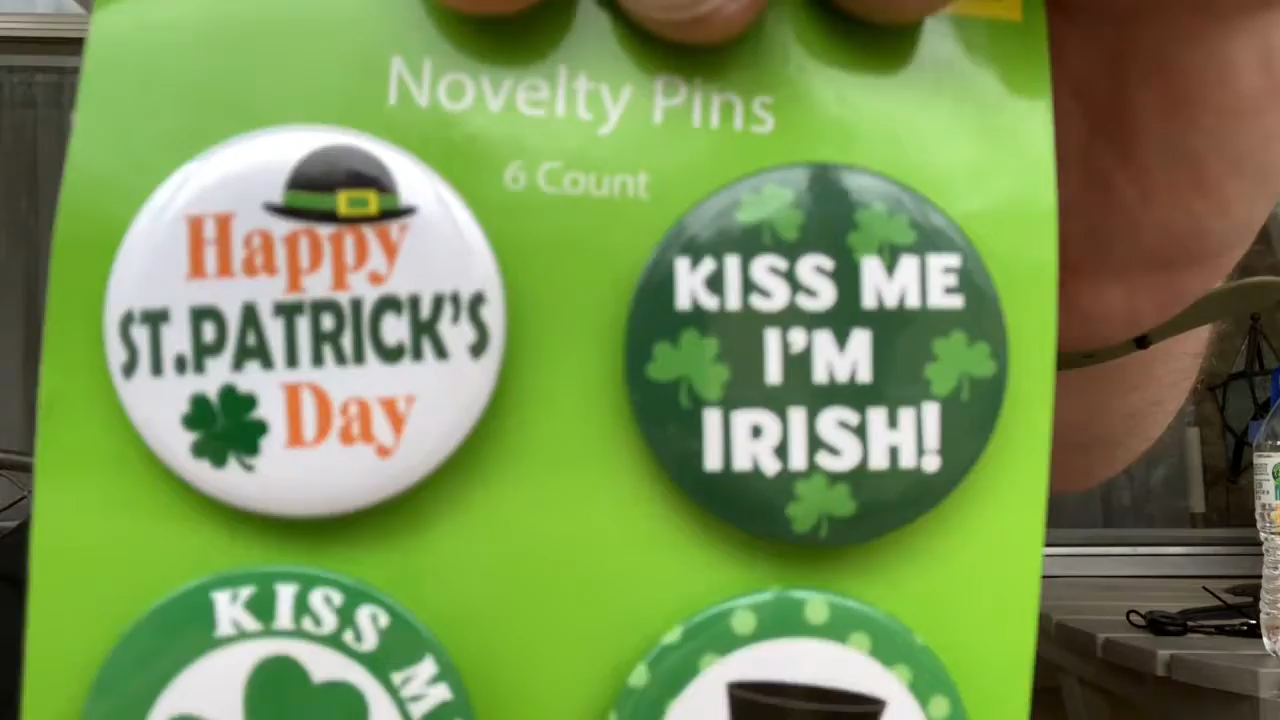 Novelty Pins
6 Count
Happy
ST.PATRICK'S
Day
KISS ME
I'M
IRISH!
KISS